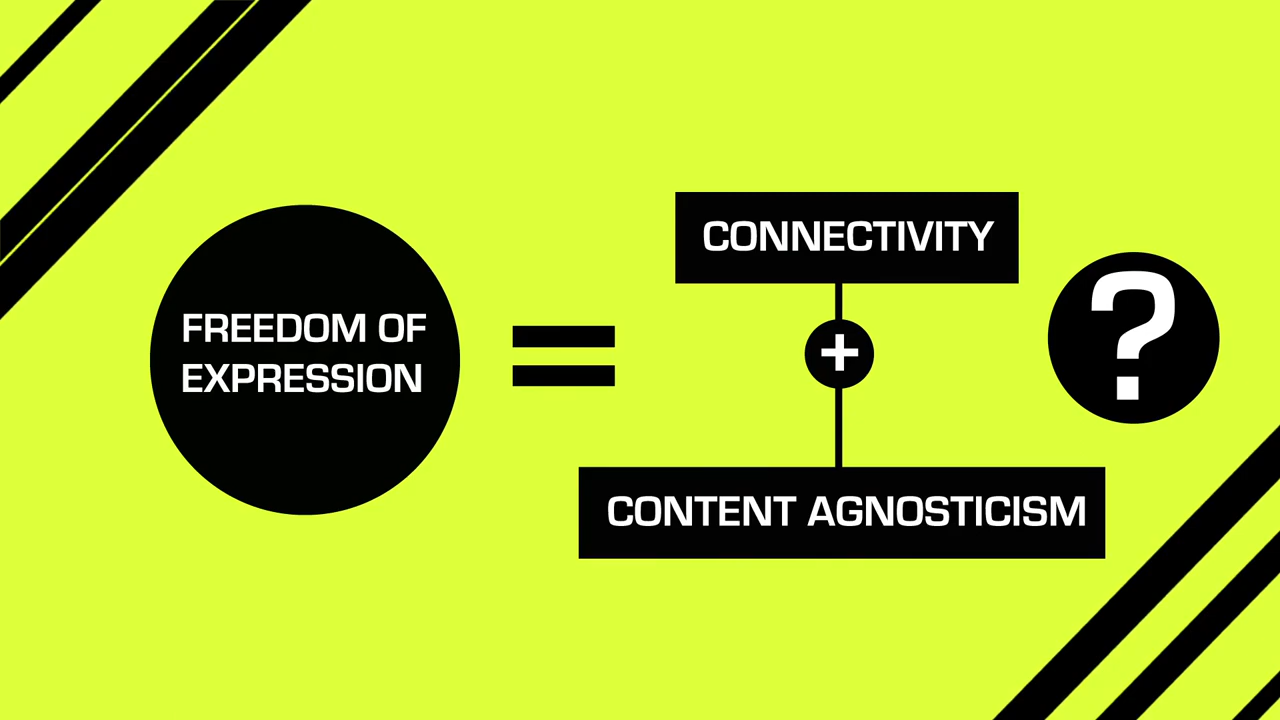 FREEDOM OF
EXPRESSION
=
CONNECTIVITY
+
CONTENT AGNOSTICISM
?